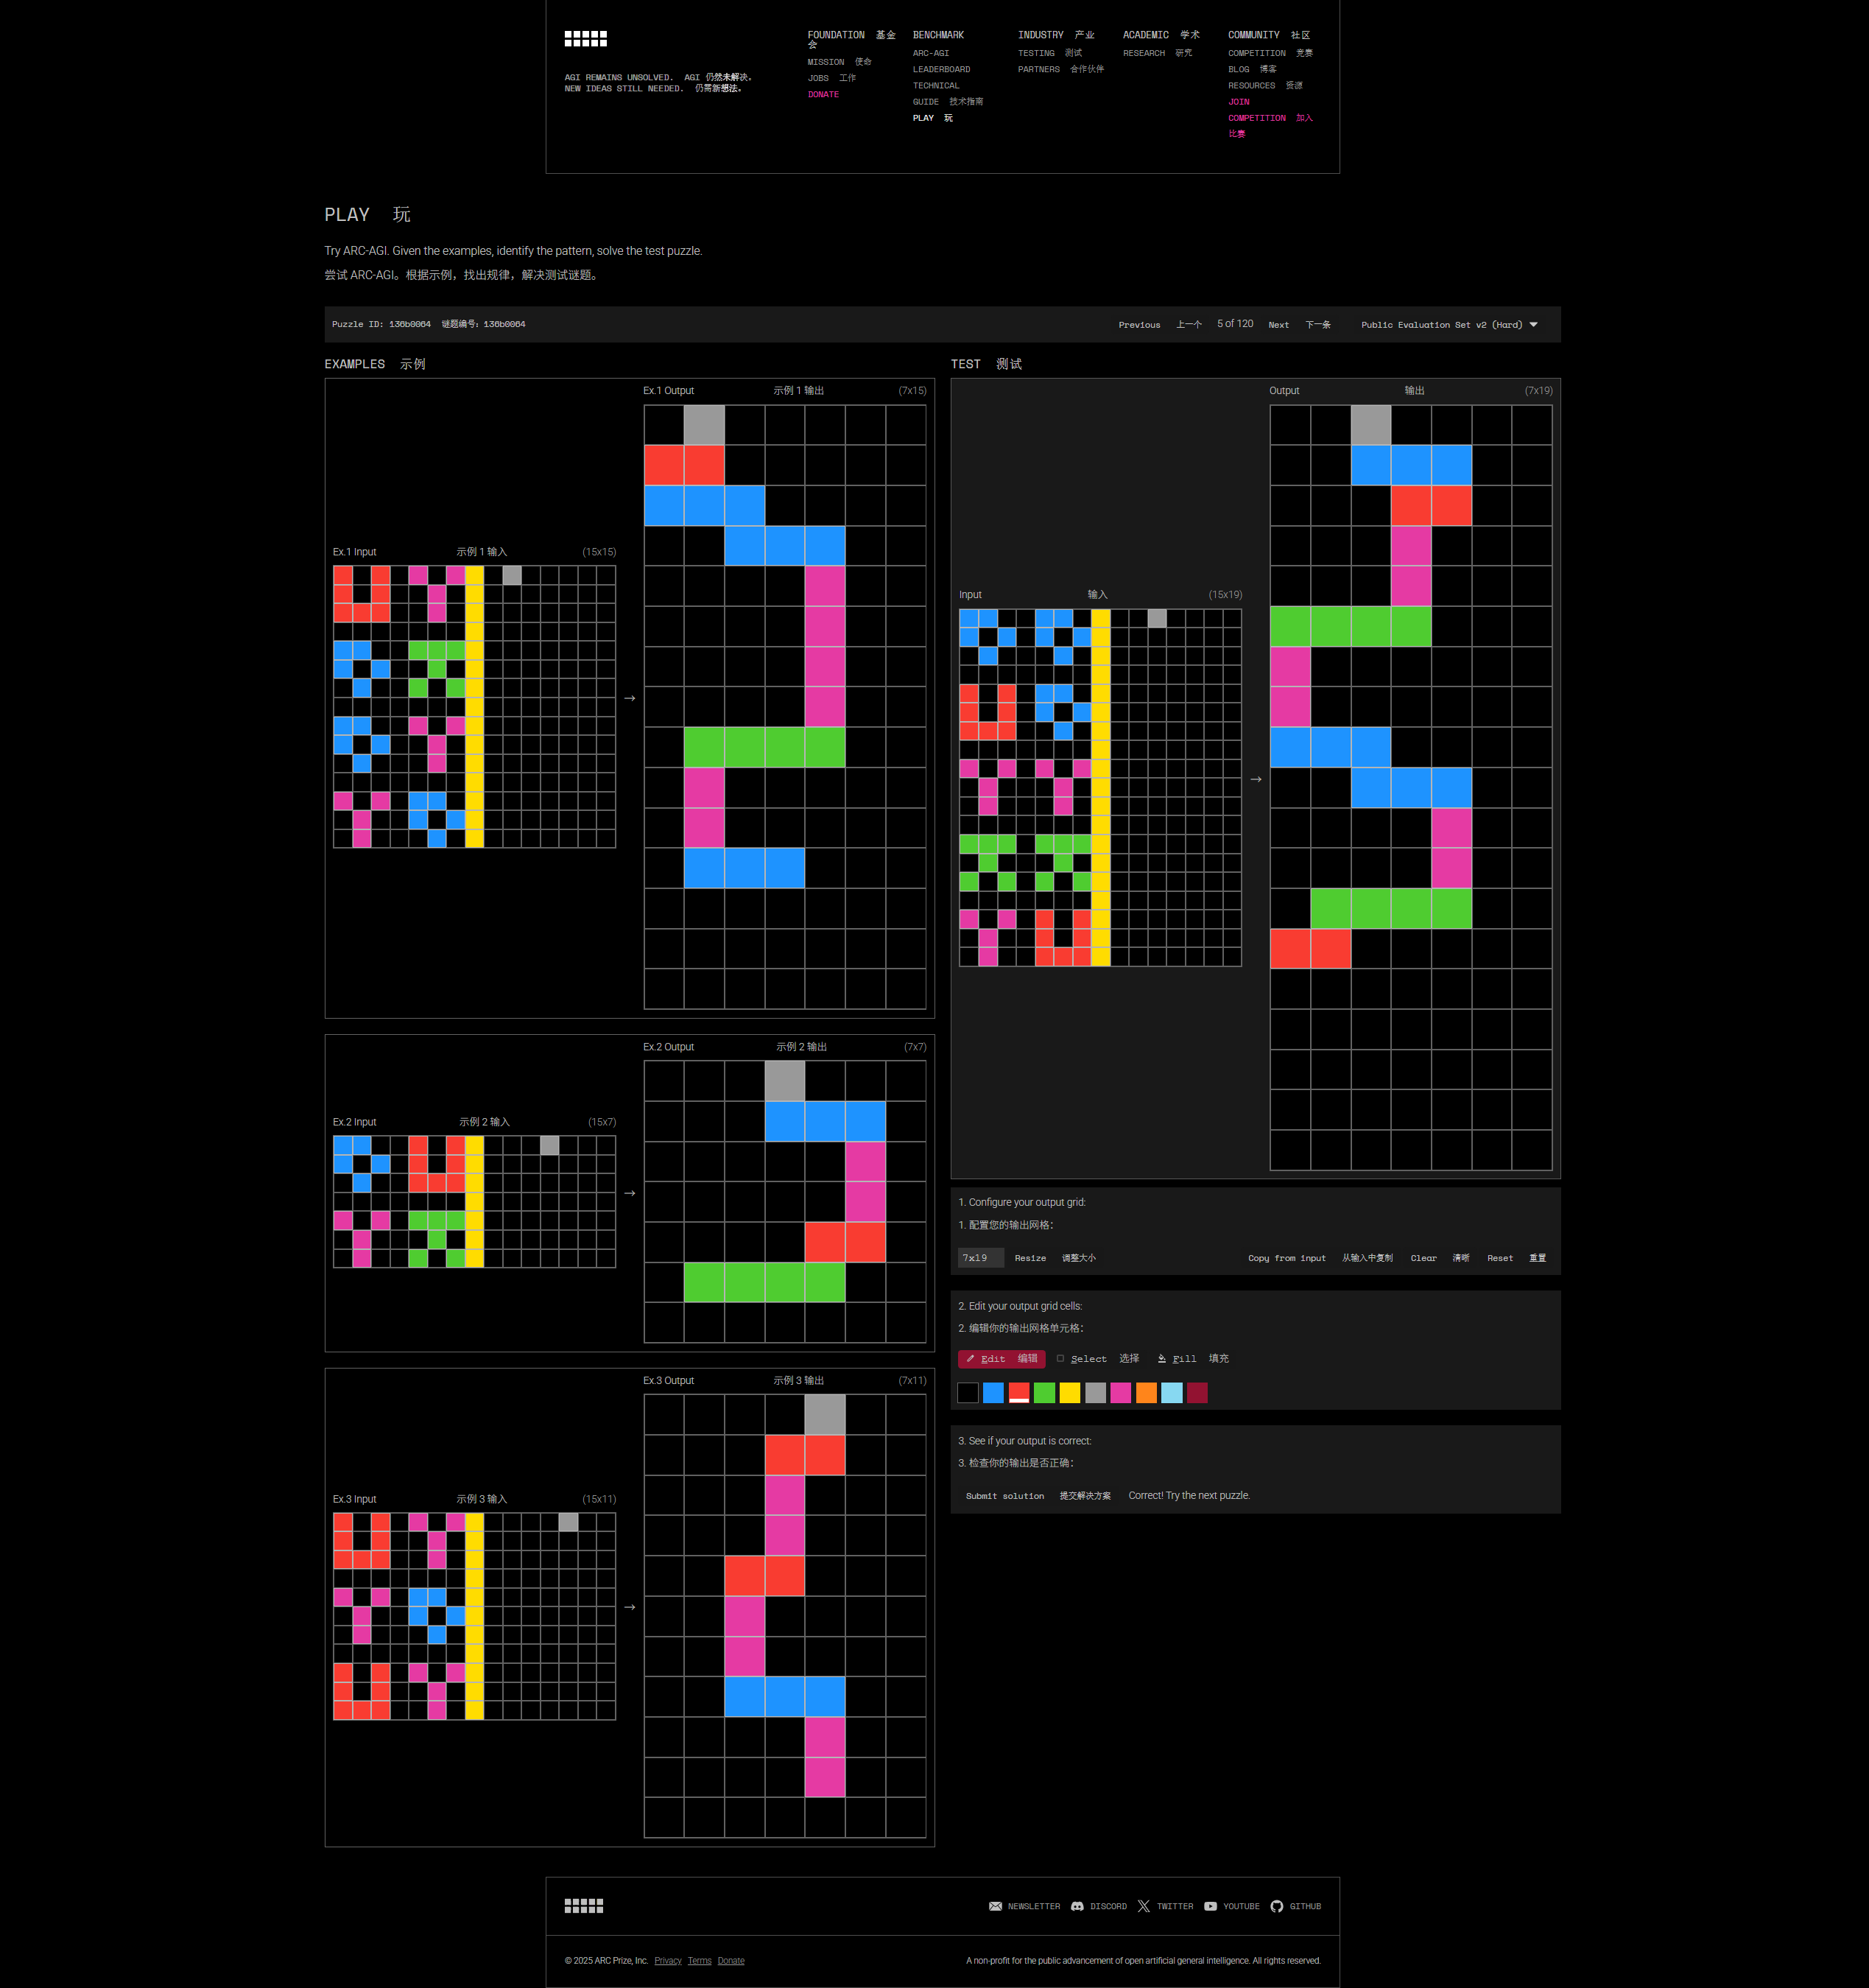 AGI REMAINS UNSOLVED. AGI 仍然未解决。
NEW IDEAS STILL NEEDED. 仍需新想法。
FOUNDATION 基金会
MISSION 使命
JOBS 工作
DONATE
BENCHMARK
ARC-AGI
LEADERBOARD
TECHNICAL
GUIDE 技术指南
PLAY 玩
INDUSTRY 产业
TESTING 测试
PARTNERS 合作伙伴
ACADEMIC 学术
RESEARCH 研究
COMMUNITY 社区
COMPETITION 竞赛
BLOG 博客
RESOURCES 资源
JOIN
COMPETITION 加入
比赛
PLAY 玩
Try ARC-AGI. Given the examples, identify the pattern, solve the test puzzle.
尝试 ARC-AGI。根据示例，找出规律，解决测试谜题。
Puzzle ID: 136b0064 谜题编号：136b0064
Previous 上一个 5 of 120 Next 下一条 Public Evaluation Set v2 (Hard)
EXAMPLES 示例
Ex.1 Input 示例 1 输入 (15x15)
Ex.1 Output 示例 1 输出 (7x15)
→
Ex.2 Input 示例 2 输入 (15x7)
Ex.2 Output 示例 2 输出 (7x7)
→
Ex.3 Input 示例 3 输入 (15x11)
Ex.3 Output 示例 3 输出 (7x11)
→
TEST 测试
Input 输入 (15x19)
Output 输出 (7x19)
→
1. Configure your output grid:
1. 配置您的输出网格：
7x19 Resize 调整大小 Copy from input 从输入中复制 Clear 清晰 Reset 重置
2. Edit your output grid cells:
2. 编辑你的输出网格单元格：
Edit 编辑 Select 选择 Fill 填充
3. See if your output is correct:
3. 检查你的输出是否正确：
Submit solution 提交解决方案 Correct! Try the next puzzle.
NEWSLETTER DISCORD TWITTER YOUTUBE GITHUB
© 2025 ARC Prize, Inc. Privacy Terms Donate
A non-profit for the public advancement of open artificial general intelligence. All rights reserved.